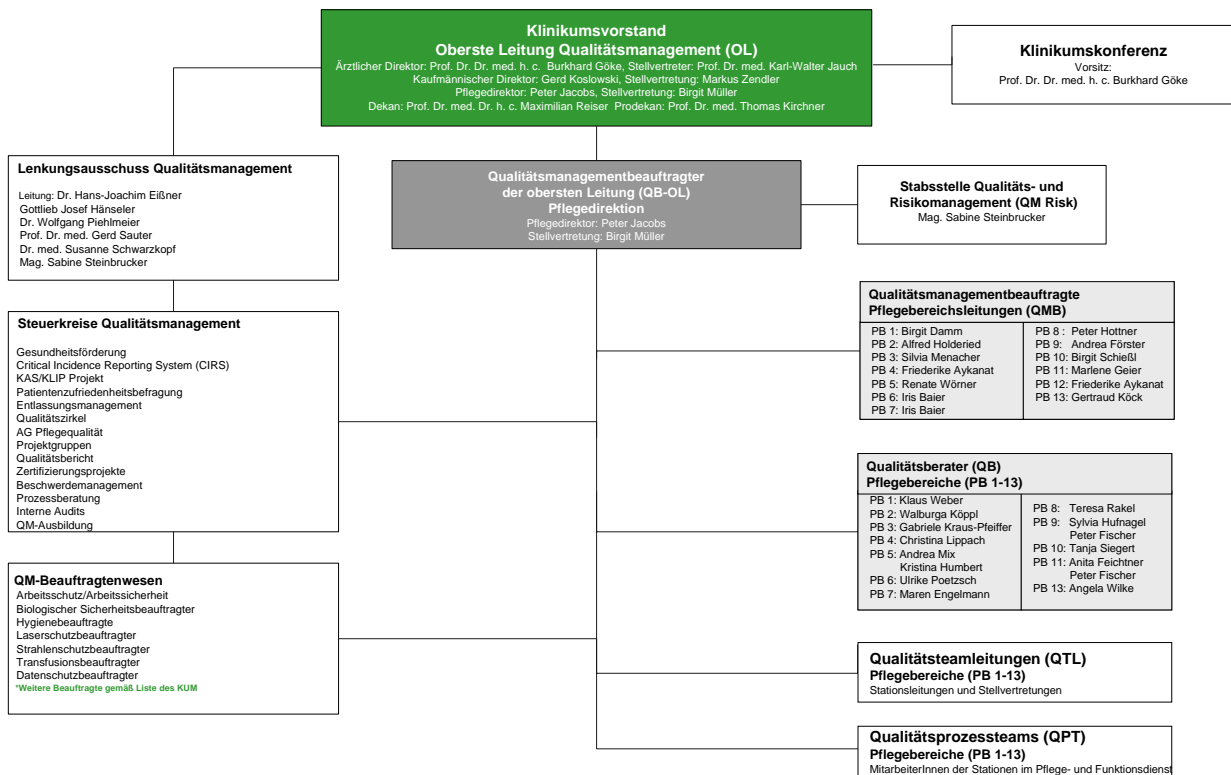 Klinikumsvorstand
Oberste Leitung Qualitätsmanagement (OL)
Ärztlicher Direktor: Prof. Dr. Dr. med. h. c.  Burkhard Göke, Stellvertreter: Prof. Dr. med. Karl-Walter Jauch
Kaufmännischer Direktor: Gerd Koslowski, Stellvertretung: Markus Zendler
Pflegedirektor: Peter Jacobs, Stellvertretung: Birgit Müller
Dekan: Prof. Dr. med. Dr. h. c. Maximilian Reiser  Prodekan: Prof. Dr. med. Thomas Kirchner
Klinikumskonferenz
Vorsitz:
Prof. Dr. Dr. med. h. c. Burkhard Göke
Lenkungsausschuss Qualitätsmanagement
Leitung: Dr. Hans-Joachim Eißner
Gottlieb Josef Hänseler
Dr. Wolfgang Piehlmeier
Prof. Dr. med. Gerd Sauter
Dr. med. Susanne Schwarzkopf
Mag. Sabine Steinbrucker
Qualitätsmanagementbeauftragter
der obersten Leitung (QB-OL)
Pflegedirektion
Pflegedirektor: Peter Jacobs
Stellvertretung: Birgit Müller
Stabsstelle Qualitäts- und
Risikomanagement (QM Risk)
Mag. Sabine Steinbrucker
Steuerkreise Qualitätsmanagement
Gesundheitsförderung
Critical Incidence Reporting System (CIRS)
KAS/KLIP Projekt
Patientenzufriedenheitsbefragung
Entlassungsmanagement
Qualitätszirkel
AG Pflegequalität
Projektgruppen
Qualitätsbericht
Zertifizierungsprojekte
Beschwerdemanagement
Prozessberatung
Interne Audits
QM-Ausbildung
Qualitätsmanagementbeauftragte
Pflegebereichsleitungen (QMB)
PB 1: Birgit Damm
PB 2: Alfred Holderied
PB 3: Silvia Menacher
PB 4: Friederike Aykanat
PB 5: Renate Wörner
PB 6: Iris Baier
PB 7: Iris Baier
PB 8 :  Peter Hottner
PB 9:   Andrea Förster
PB 10: Birgit Schießl
PB 11: Marlene Geier
PB 12: Friederike Aykanat
PB 13: Gertraud Köck
Qualitätsberater (QB)
Pflegebereiche (PB 1-13)
PB 1: Klaus Weber
PB 2: Walburga Köppl
PB 3: Gabriele Kraus-Pfeiffer
PB 4: Christina Lippach
PB 5: Andrea Mix
Kristina Humbert
PB 6: Ulrike Poetzsch
PB 7: Maren Engelmann
PB 8:   Teresa Rakel
PB 9:   Sylvia Hufnagel
Peter Fischer
PB 10: Tanja Siegert
PB 11: Anita Feichtner
Peter Fischer
PB 13: Angela Wilke
QM-Beauftragtenwesen
Arbeitsschutz/Arbeitssicherheit
Biologischer Sicherheitsbeauftragter
Hygienebeauftragte
Laserschutzbeauftragter
Strahlenschutzbeauftragter
Transfusionsbeauftragter
Datenschutzbeauftragter
*Weitere Beauftragte gemäß Liste des KUM
Qualitätsteamleitungen (QTL)
Pflegebereiche (PB 1-13)
Stationsleitungen und Stellvertretungen
Qualitätsprozessteams (QPT)
Pflegebereiche (PB 1-13)
MitarbeiterInnen der Stationen im Pflege- und Funktionsdienst